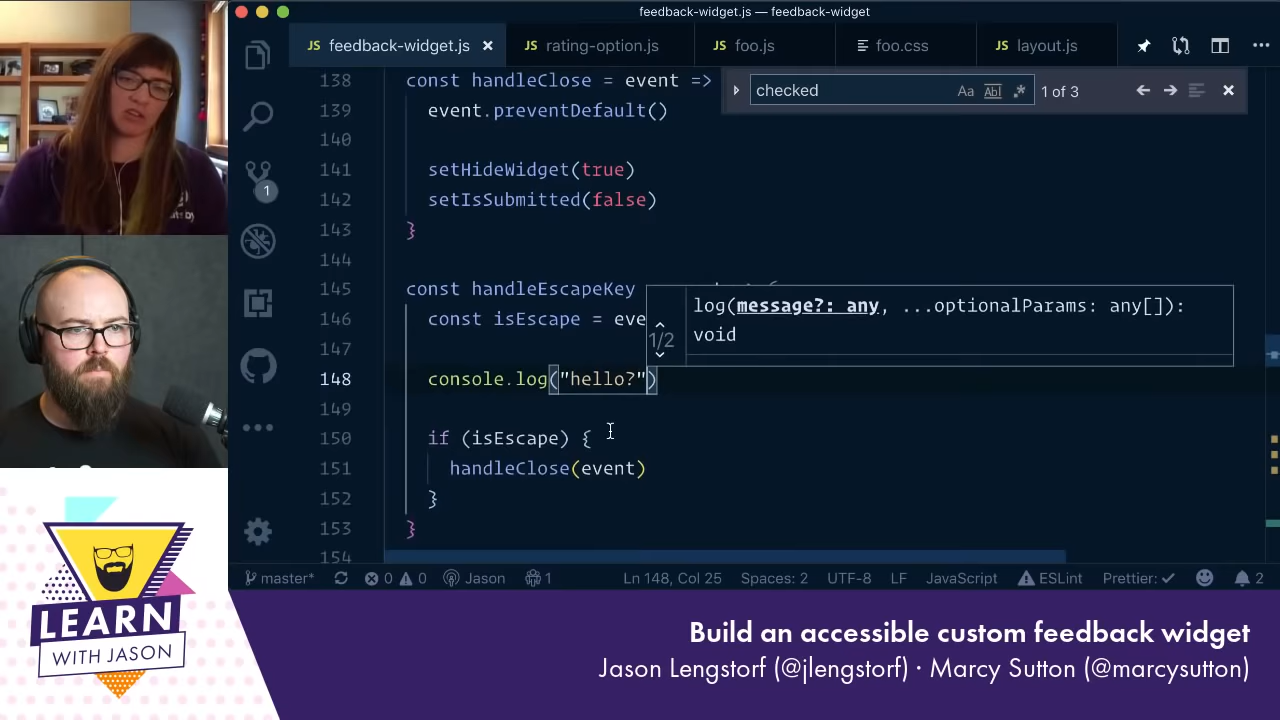 feedback-widget.js — feedback-widget
JS feedback-widget.js ×
JS rating-option.js
JS foo.js
foo.css
JS layout.js
checked Aa Abl .* 1 of 3
138 const handleClose = event =>
139 event.preventDefault()
140
141 setHideWidget(true)
142 setIsSubmitted(false)
143 }
144
145 const handleEscapeKey
146 const isEscape = eve
147
148 console.log("hello?")
149
150 if (isEscape) {
151 handleClose(event)
152 }
153 }
154
log(message?: any, ...optionalParams: any[]):
void
1/2
1
master* 0 0 Jason 1 Ln 148, Col 25 Spaces: 2 UTF-8 LF JavaScript ESLint Prettier: ✓ 2
LEARN
WITH JASON
Build an accessible custom feedback widget
Jason Lengstorf (@jlengstorf) · Marcy Sutton (@marcysutton)